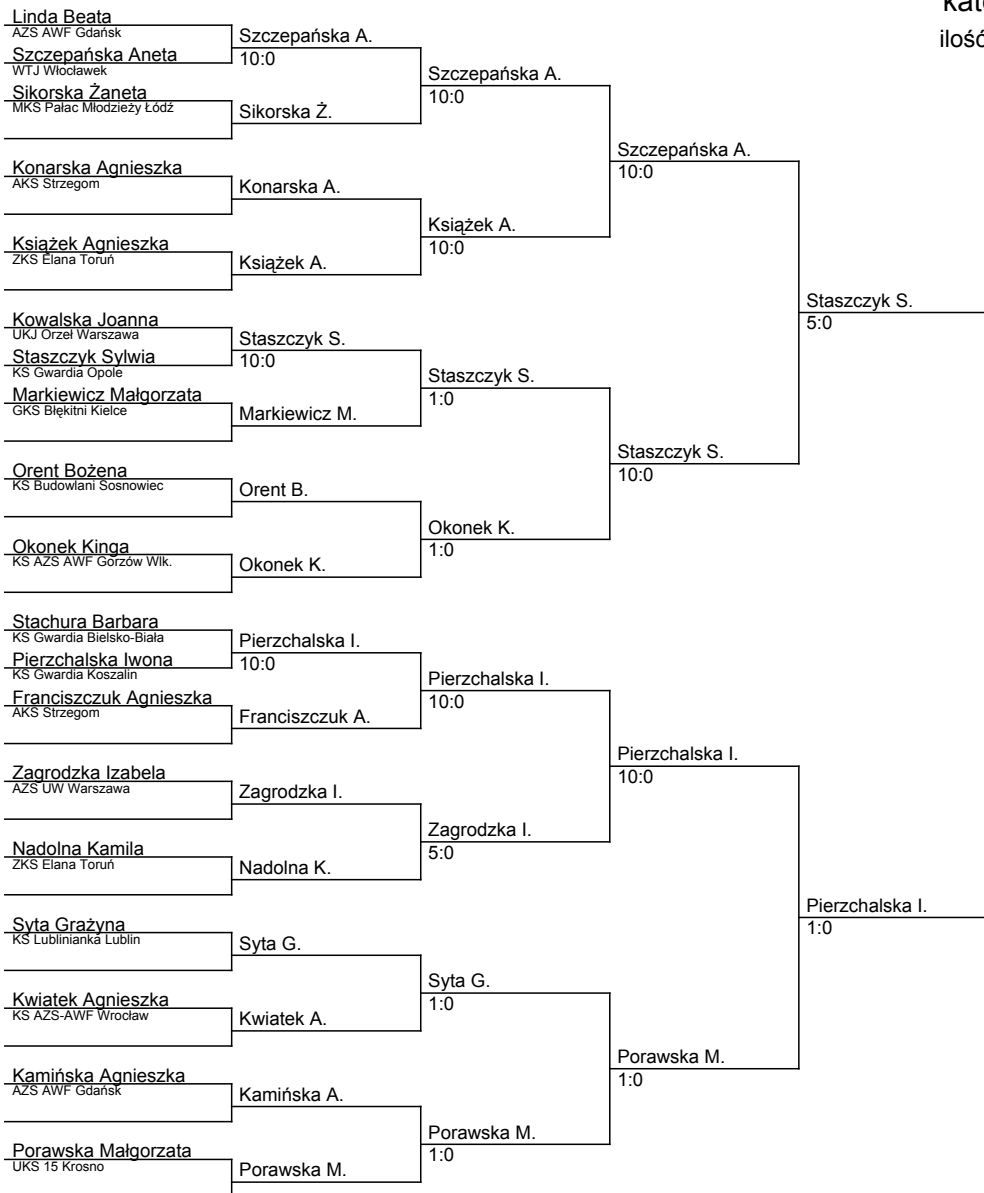 kat
ilość
Linda Beata
AZS AWF Gdańsk
Szczepańska Aneta
WTJ Włocławek
Sikorska Żaneta
MKS Pałac Młodzieży Łódź
Konarska Agnieszka
AKS Strzegom
Książek Agnieszka
ZKS Elana Toruń
Kowalska Joanna
UKJ Orzeł Warszawa
Staszczyk Sylwia
KS Gwardia Opole
Markiewicz Małgorzata
GKS Błękitni Kielce
Orent Bożena
KS Budowlani Sosnowiec
Okonek Kinga
KS AZS AWF Gorzów Wlk.
Stachura Barbara
KS Gwardia Bielsko-Biała
Pierzchalska Iwona
KS Gwardia Koszalin
Franciszczuk Agnieszka
AKS Strzegom
Zagrodzka Izabela
AZS UW Warszawa
Nadolna Kamila
ZKS Elana Toruń
Syta Grażyna
KS Lublinianka Lublin
Kwiatek Agnieszka
KS AZS-AWF Wrocław
Kamińska Agnieszka
AZS AWF Gdańsk
Porawska Małgorzata
UKS 15 Krosno
Szczepańska A.
10:0
Sikorska Ż.
Konarska A.
Książek A.
Staszczyk S.
10:0
Markiewicz M.
Orent B.
Okonek K.
Pierzchalska I.
10:0
Franciszczuk A.
Zagrodzka I.
Nadolna K.
Syta G.
Kwiatek A.
Kamińska A.
Porawska M.
Szczepańska A.
10:0
Książek A.
10:0
Staszczyk S.
1:0
Okonek K.
1:0
Pierzchalska I.
10:0
Zagrodzka I.
5:0
Syta G.
1:0
Porawska M.
1:0
Szczepańska A.
10:0
Staszczyk S.
10:0
Pierzchalska I.
10:0
Porawska M.
1:0
Staszczyk S.
5:0
Pierzchalska I.
1:0